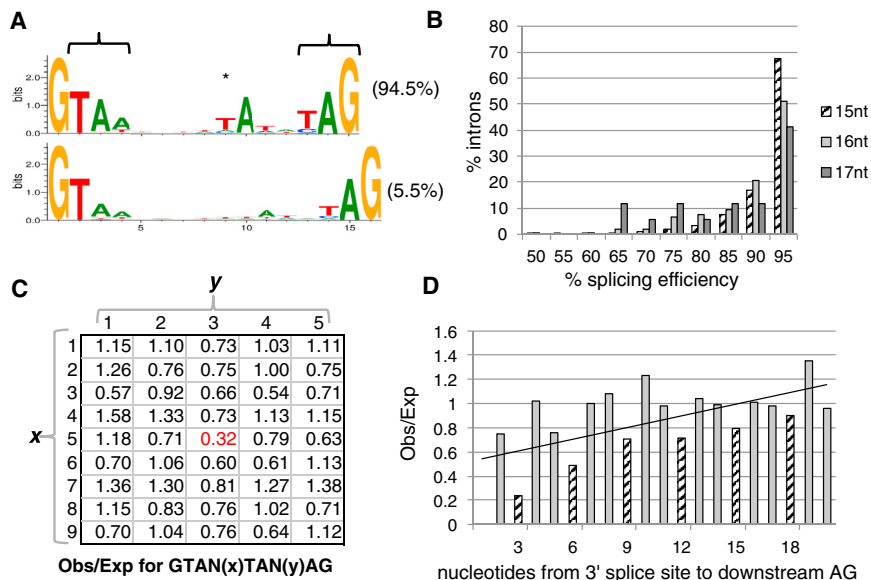 A
bits
2.0
1.0
0.0
GTAA TA TAG
*
(94.5%)
bits
2.0
1.0
0.0
GTAA A TAG
(5.5%)
5 10 15
B
% introns
80
70
60
50
40
30
20
10
0
50 55 60 65 70 75 80 85 90 95
% splicing efficiency
15nt
16nt
17nt
C
y
1 2 3 4 5
x
1 1.15 1.10 0.73 1.03 1.11
2 1.26 0.76 0.75 1.00 0.75
3 0.57 0.92 0.66 0.54 0.71
4 1.58 1.33 0.73 1.13 1.15
5 1.18 0.71 0.32 0.79 0.63
6 0.70 1.06 0.60 0.61 1.13
7 1.36 1.30 0.81 1.27 1.38
8 1.15 0.83 0.76 1.02 0.71
9 0.70 1.04 0.76 0.64 1.12
Obs/Exp for GTAN(x)TAN(y)AG
D
Obs/Exp
1.6
1.4
1.2
1
0.8
0.6
0.4
0.2
0
3 6 9 12 15 18
nucleotides from 3' splice site to downstream AG